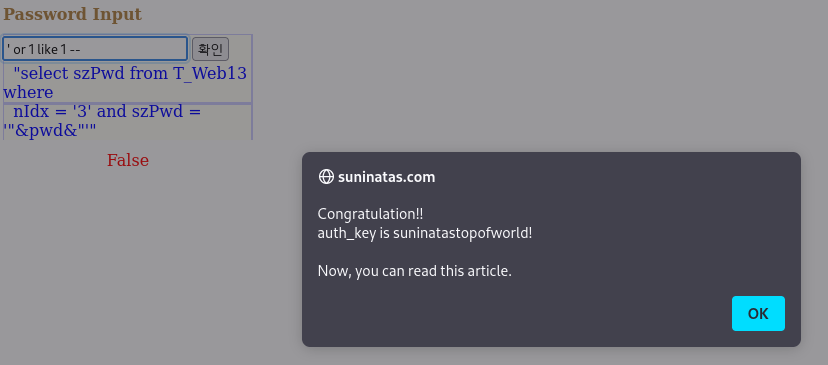 Password Input
' or 1 like 1 --
확인
"select szPwd from T_Web13
where
nIdx = '3' and szPwd =
'"&pwd&"'"
False
suninatas.com
Congratulation!!
auth_key is suninatastopofworld!
Now, you can read this article.
OK